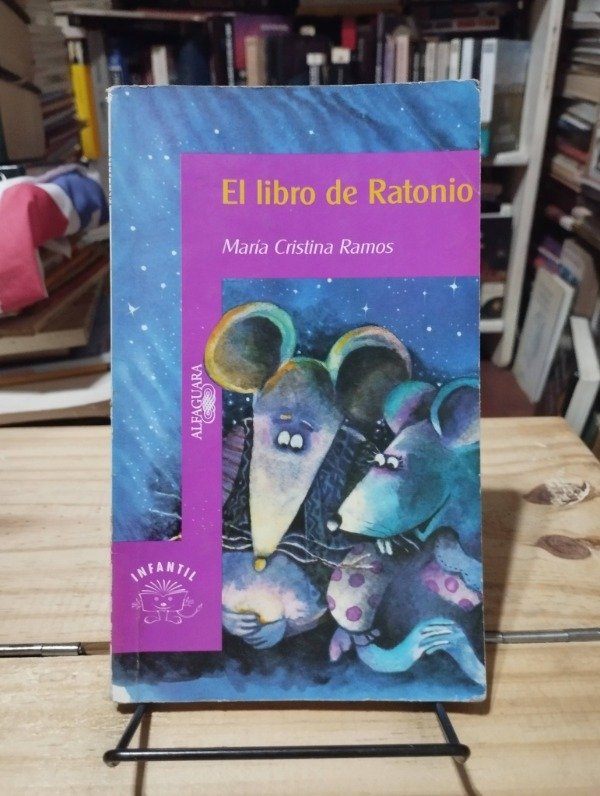 El libro de Ratonio
María Cristina Ramos
ALFAGUARA
INFANTIL